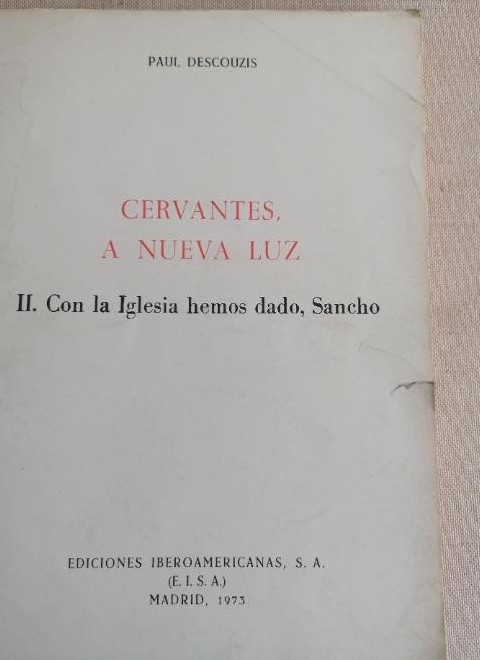 PAUL DESCOUZIS
CERVANTES,
A NUEVA LUZ
II. Con la Iglesia hemos dado, Sancho
EDICIONES IBEROAMERICANAS, S. A.
(E. I. S. A.)
MADRID, 1973